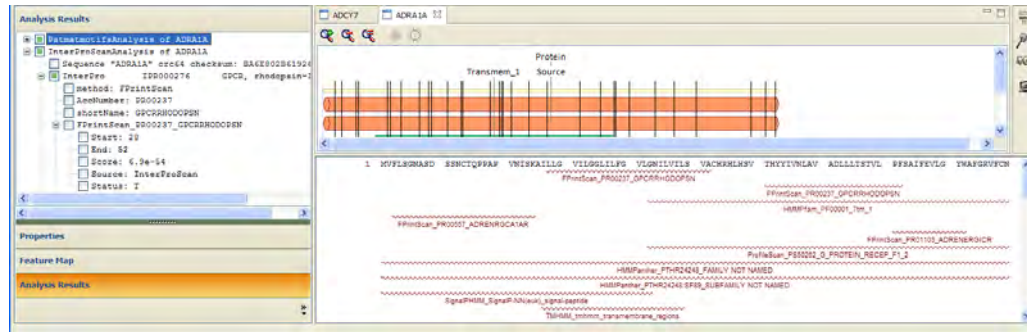 Analysis Results
PatmatmotifsAnalysis of ADRA1A
InterProScanAnalysis of ADRA1A
Sequence "ADRA1A" crc64 checksum: BA6E802B61926
InterPro IPR000276 GPCR, rhodopsin-l
method: FPrintScan
AccNumber: PR00237
shortName: GPCRRHODOPSN
FPrintScan_PR00237_GPCRRHODOPSN
Start: 28
End: 52
Score: 6.9e-54
Source: InterProScan
Status: T
Properties
Feature Map
Analysis Results
ADCY7
ADRA1A
Protein
Transmem_1 Source
1 MVFLSGNASD SSNCTQPPAP VNISKAILLG VILGGLILFG VLGNILVILS VACHRHLHSV THYYIVNLAV ADLLLTSTVL PFSAIFEVLG YWAFGRVFCN
FPrintScan_PR00237_GPCRRHODOPSN
FPrintScan_PR00237_GPCRRHODOPSN
HMMPfam_PF00001_7tm_1
FPrintScan_PR00557_ADRENRGCA1AR
FPrintScan_PR01103_ADRENERGICR
ProfileScan_PS50262_G_PROTEIN_RECEP_F1_2
HMMPanther_PTHR24248_FAMILY NOT NAMED
HMMPanther_PTHR24248:SF89_SUBFAMILY NOT NAMED
SignalPHMM_SignalP-NN(euk)_signal-peptide
TMHMM_tmhmm_transmembrane_regions